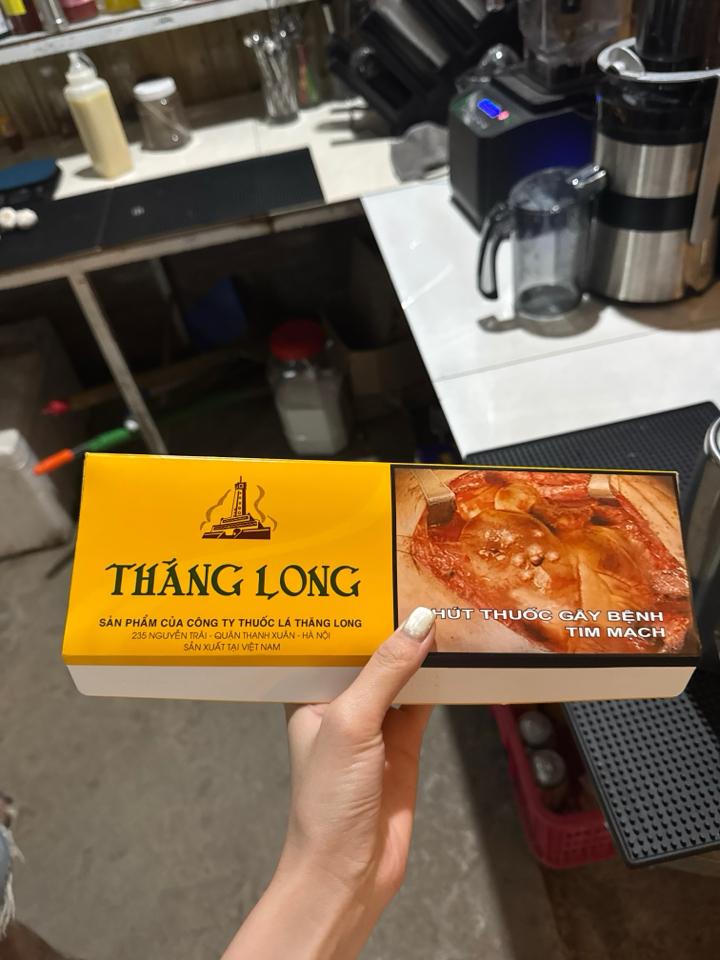 THĂNG LONG
SẢN PHẨM CỦA CÔNG TY THUỐC LÁ THĂNG LONG
235 NGUYỄN TRÃI - QUẬN THANH XUÂN - HÀ NỘI
SẢN XUẤT TẠI VIỆT NAM
HÚT THUỐC GÂY BỆNH
TIM MẠCH